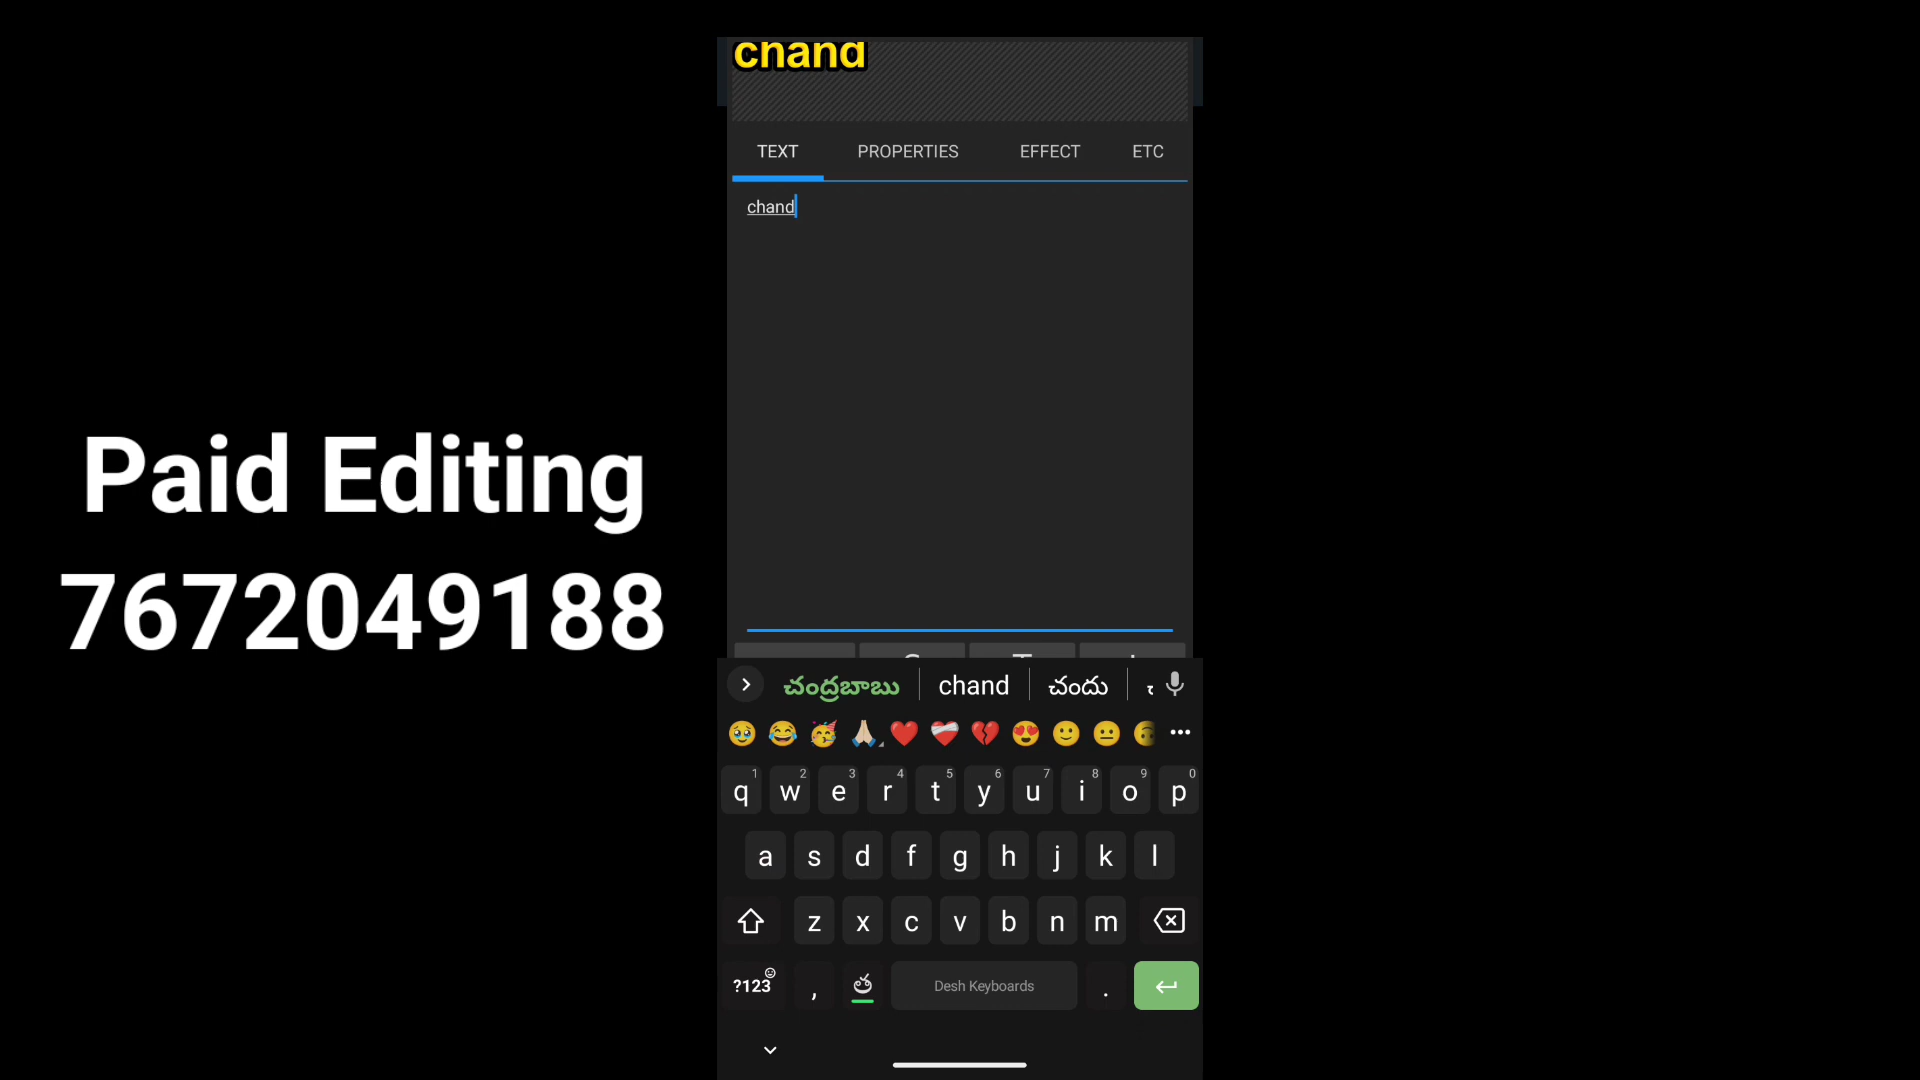 chand
TEXT PROPERTIES EFFECT ETC
chand
Paid Editing
7672049188
చంద్రబాబు chand చందు
1 2 3 4 5 6 7 8 9 0
q w e r t y u i o p
a s d f g h j k l
z x c v b n m
?123 , త Desh Keyboards .